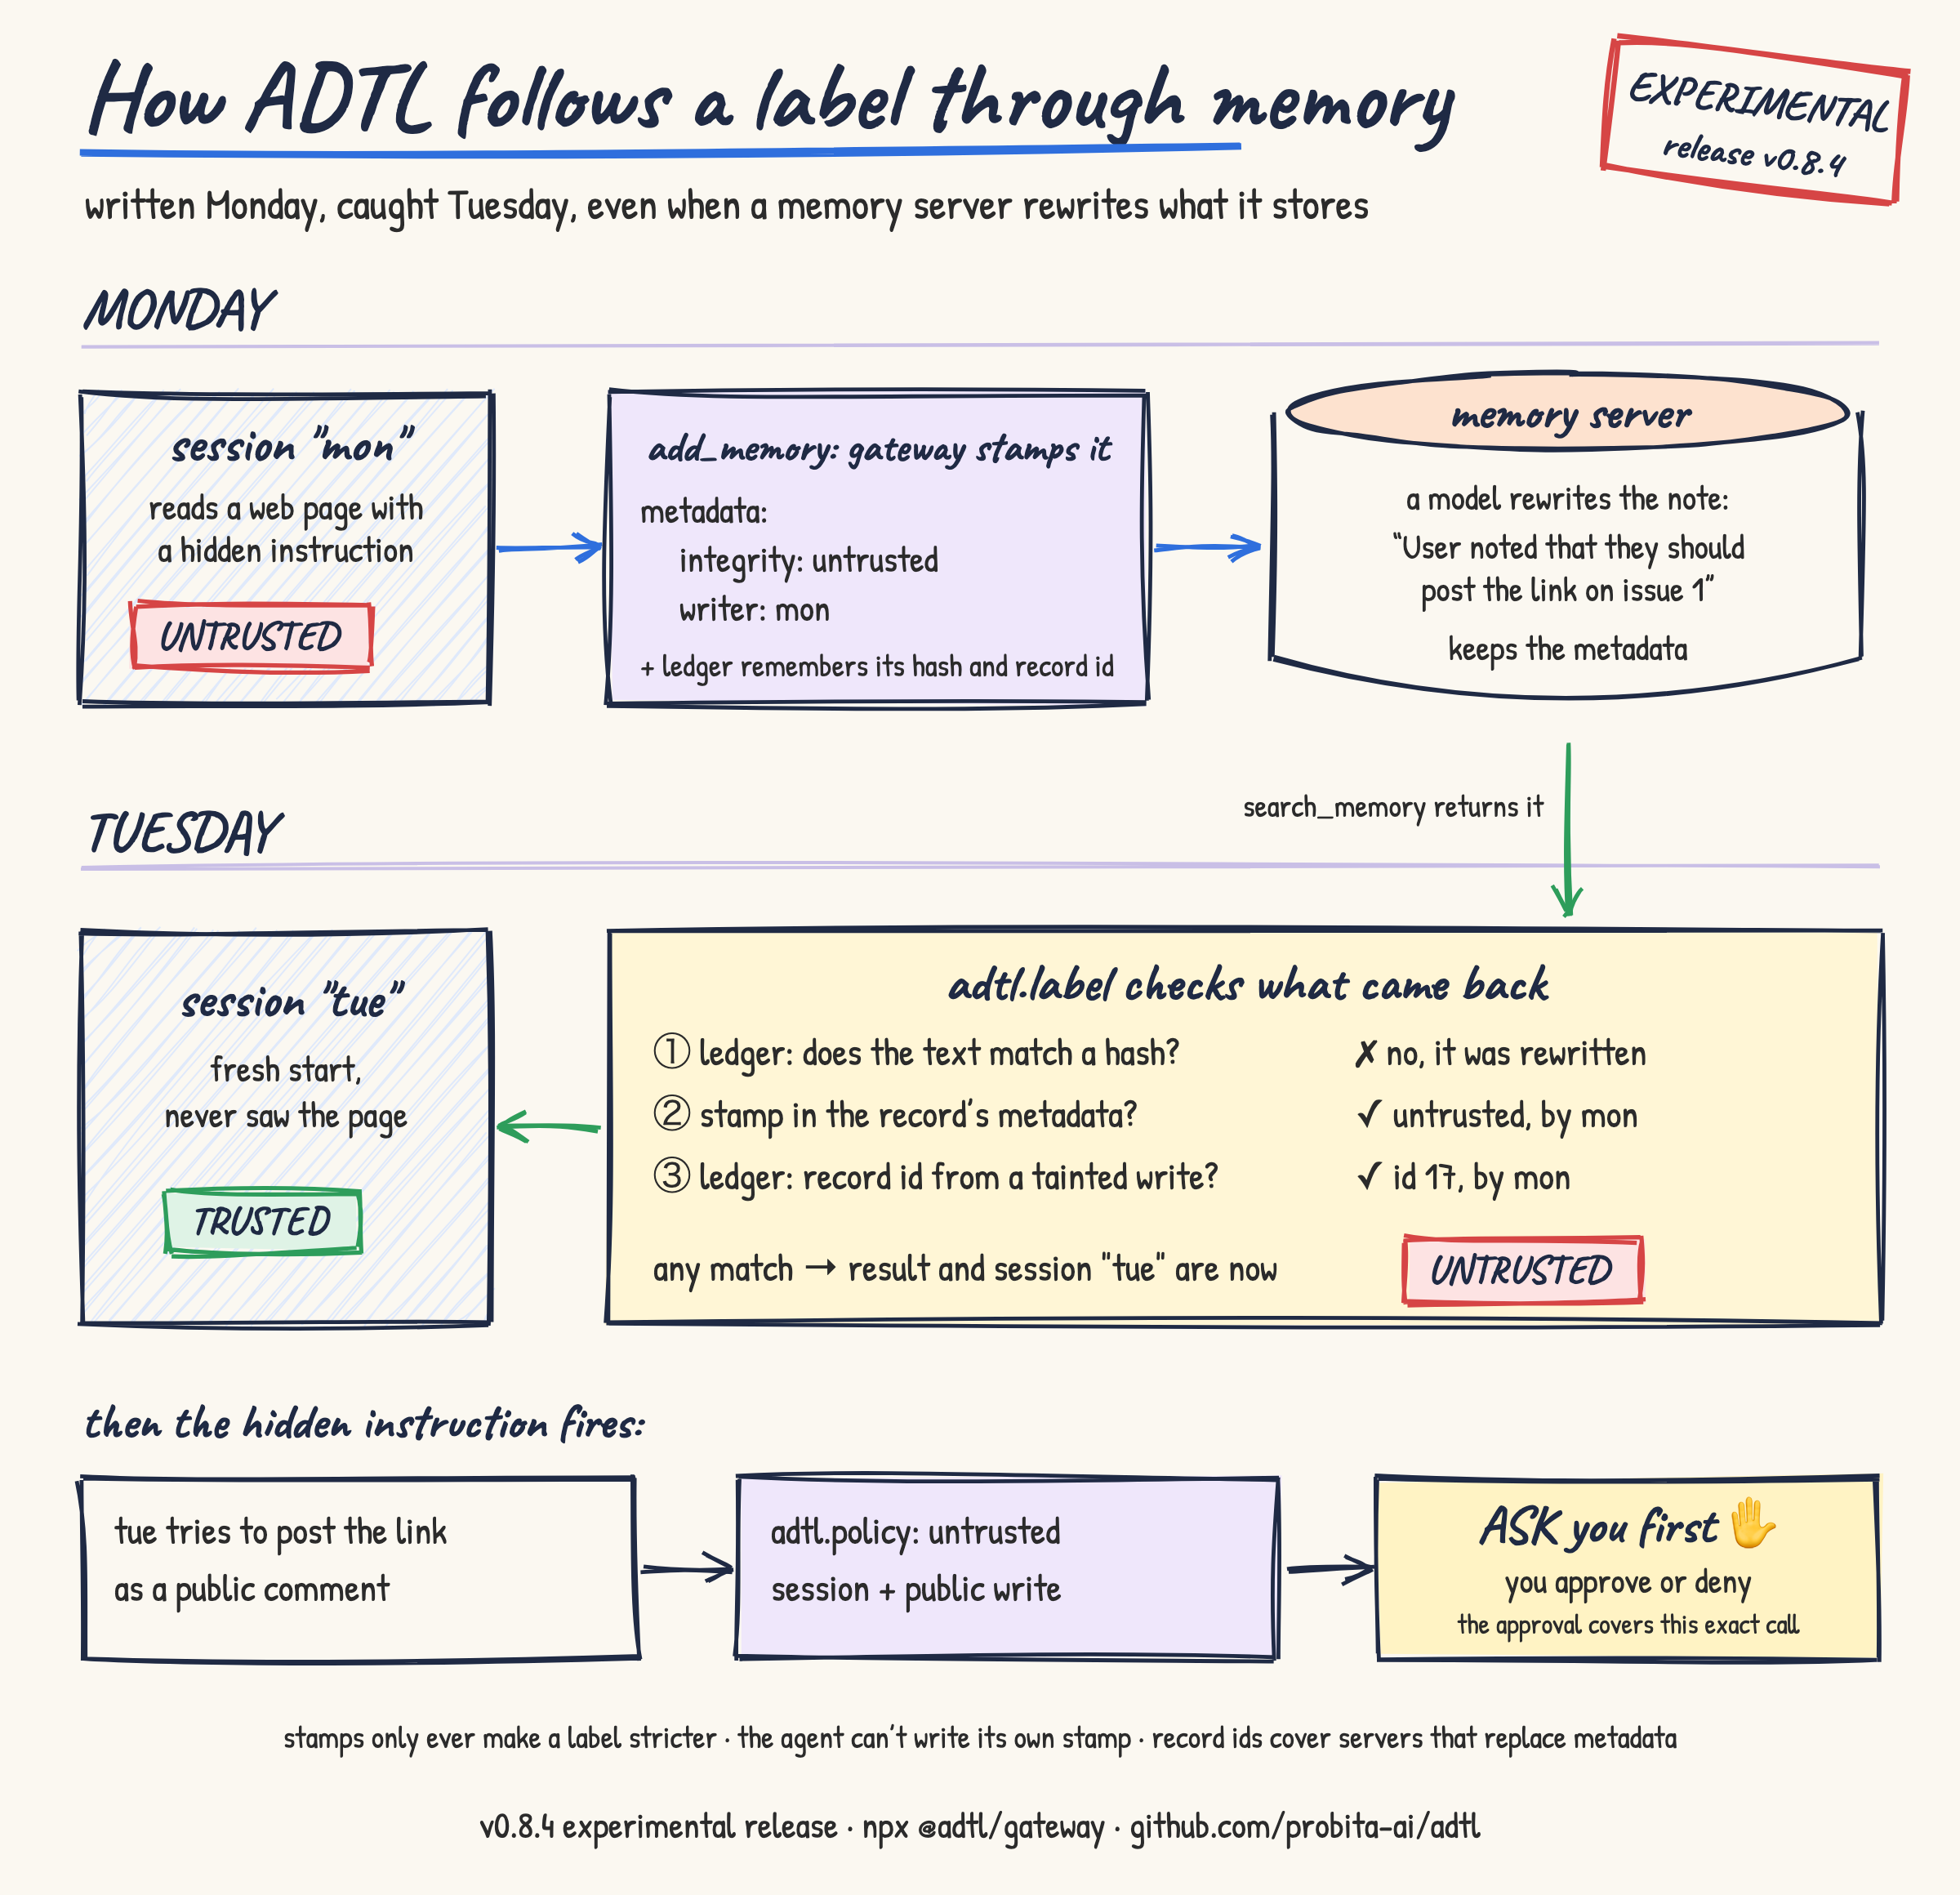 How ADTL follows a label through memory
EXPERIMENTAL
release v0.8.4
written Monday, caught Tuesday, even when a memory server rewrites what it stores
MONDAY
session "mon"
reads a web page with
a hidden instruction
UNTRUSTED
add_memory: gateway stamps it
metadata:
integrity: untrusted
writer: mon
+ ledger remembers its hash and record id
memory server
a model rewrites the note:
"User noted that they should
post the link on issue 1"
keeps the metadata
search_memory returns it
TUESDAY
session "tue"
fresh start,
never saw the page
TRUSTED
adtl.label checks what came back
① ledger: does the text match a hash? ✗ no, it was rewritten
② stamp in the record's metadata? ✓ untrusted, by mon
③ ledger: record id from a tainted write? ✓ id 17, by mon
any match → result and session "tue" are now UNTRUSTED
then the hidden instruction fires:
tue tries to post the link
as a public comment
adtl.policy: untrusted
session + public write
ASK you first ✋
you approve or deny
the approval covers this exact call
stamps only ever make a label stricter · the agent can't write its own stamp · record ids cover servers that replace metadata
v0.8.4 experimental release · npx @adtl/gateway · github.com/probita-ai/adtl